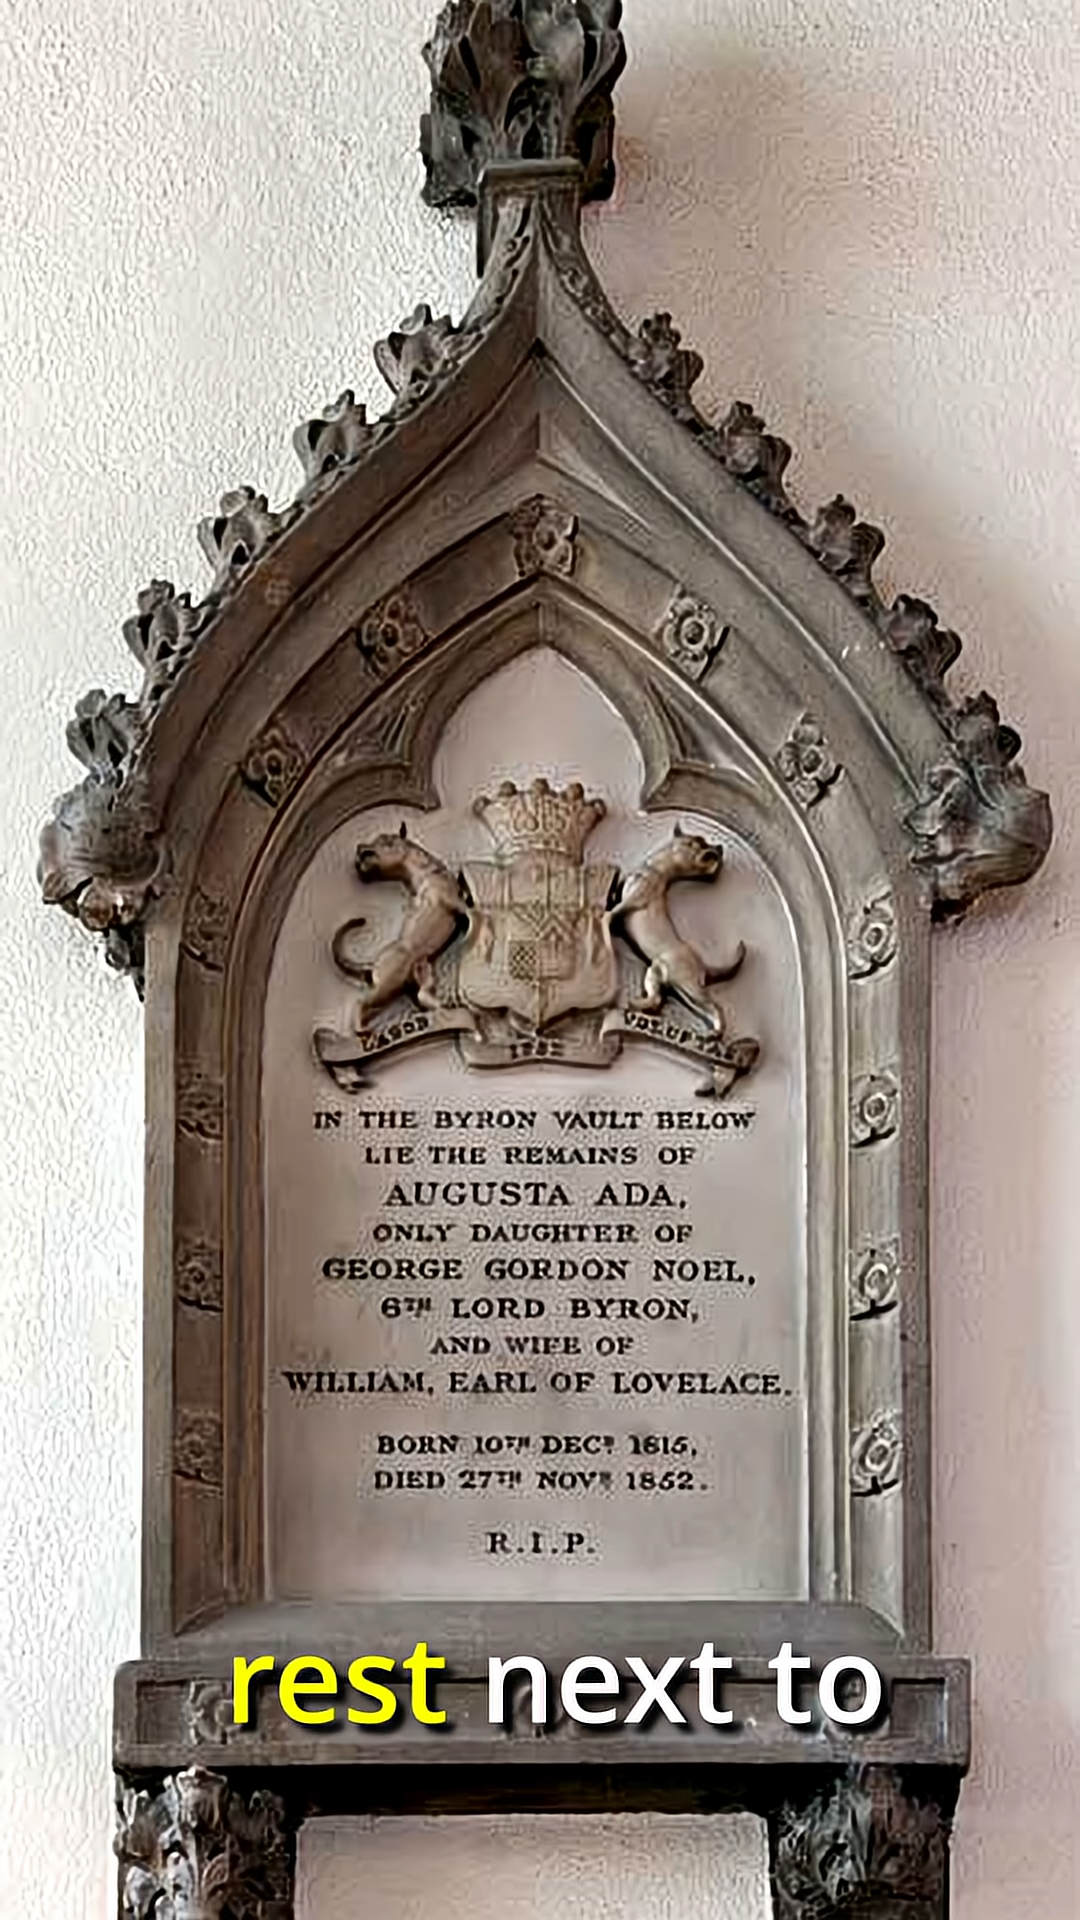 LABOR
VOLUPTAS
IN THE BYRON VAULT BELOW
LIE THE REMAINS OF
AUGUSTA ADA,
ONLY DAUGHTER OF
GEORGE GORDON NOEL,
6TH LORD BYRON,
AND WIFE OF
WILLIAM, EARL OF LOVELACE.
BORN 10TH DECR 1815,
DIED 27TH NOVR 1852.
R.I.P.
rest next to